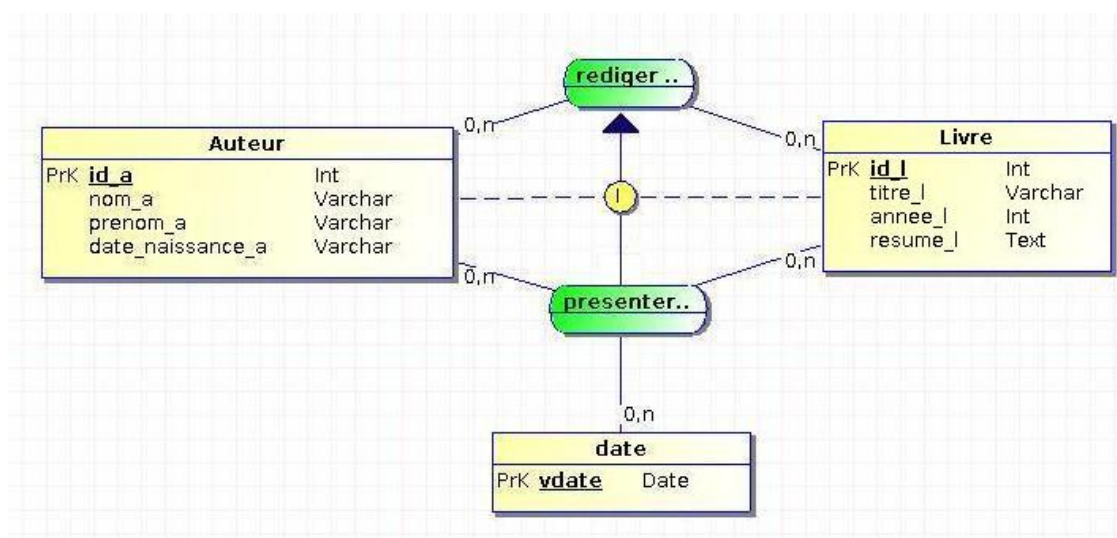 rediger ..
0,n
0,n
Auteur
PrK id_a Int
nom_a Varchar
prenom_a Varchar
date_naissance_a Varchar
Livre
PrK id_l Int
titre_l Varchar
annee_l Int
resume_l Text
I
0,n
0,n
presenter..
0,n
date
PrK vdate Date